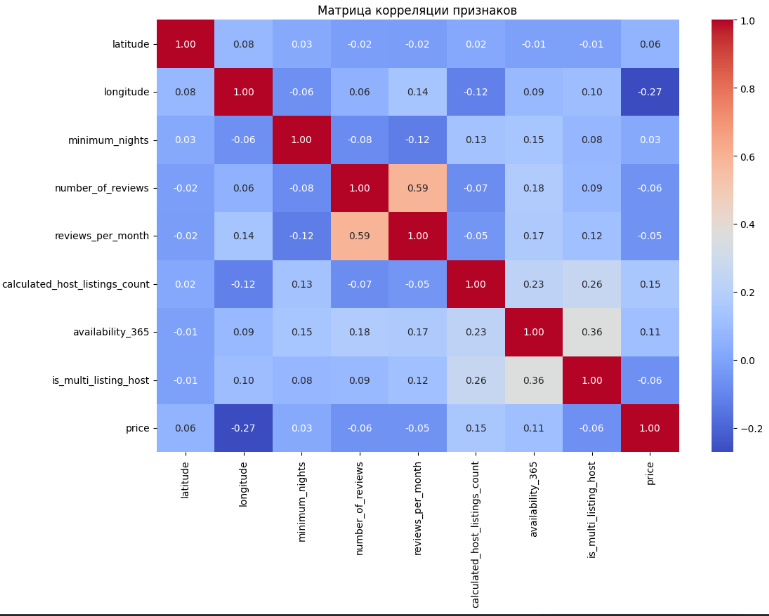 Матрица корреляции признаков
latitude 1.00 0.08 0.03 -0.02 -0.02 0.02 -0.01 -0.01 0.06
longitude 0.08 1.00 -0.06 0.06 0.14 -0.12 0.09 0.10 -0.27
minimum_nights 0.03 -0.06 1.00 -0.08 -0.12 0.13 0.15 0.08 0.03
number_of_reviews -0.02 0.06 -0.08 1.00 0.59 -0.07 0.18 0.09 -0.06
reviews_per_month -0.02 0.14 -0.12 0.59 1.00 -0.05 0.17 0.12 -0.05
calculated_host_listings_count 0.02 -0.12 0.13 -0.07 -0.05 1.00 0.23 0.26 0.15
availability_365 -0.01 0.09 0.15 0.18 0.17 0.23 1.00 0.36 0.11
is_multi_listing_host -0.01 0.10 0.08 0.09 0.12 0.26 0.36 1.00 -0.06
price 0.06 -0.27 0.03 -0.06 -0.05 0.15 0.11 -0.06 1.00
latitude
longitude
minimum_nights
number_of_reviews
reviews_per_month
calculated_host_listings_count
availability_365
is_multi_listing_host
price
1.0
0.8
0.6
0.4
0.2
0.0
−0.2